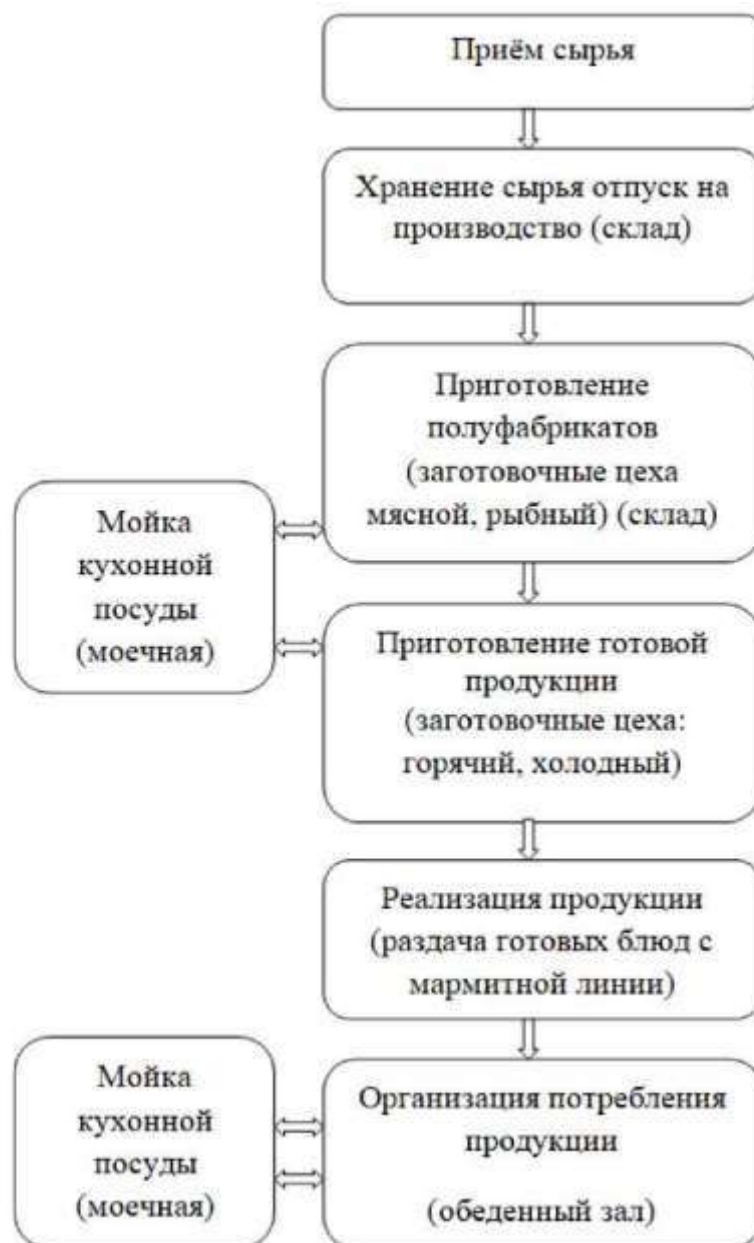 Приём сырья
Хранение сырья отпуск на
производство (склад)
Приготовление
полуфабрикатов
(заготовочные цеха
мясной, рыбный) (склад)
Мойка
кухонной
посуды
(моечная)
Приготовление готовой
продукции
(заготовочные цеха:
горячий, холодный)
Реализация продукции
(раздача готовых блюд с
мармитной линии)
Мойка
кухонной
посуды
(моечная)
Организация потребления
продукции
(обеденный зал)